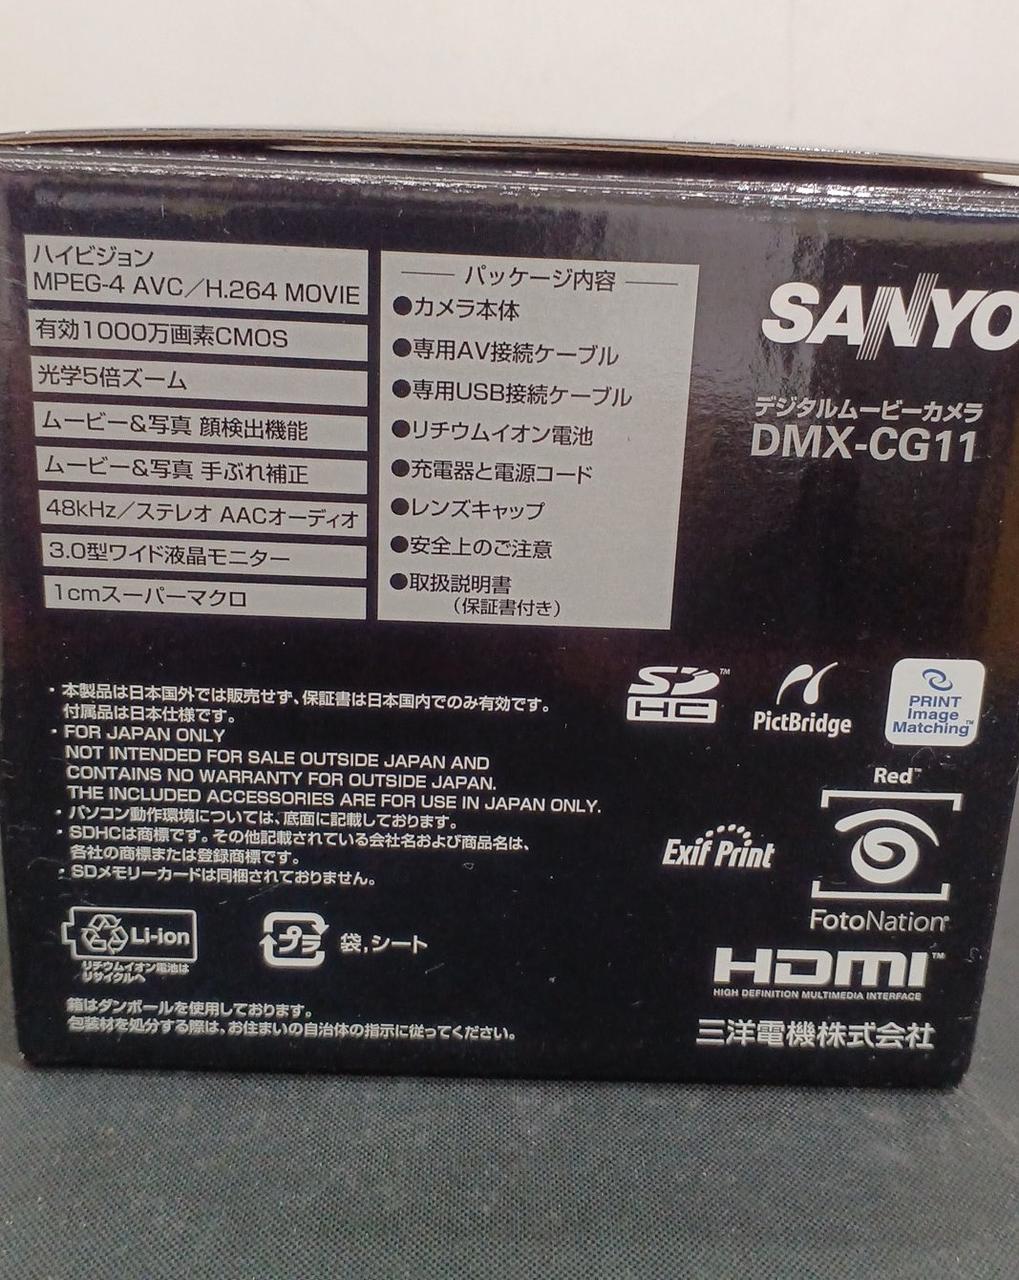 ハイビジョン
MPEG-4 AVC／H.264 MOVIE
有効1000万画素CMOS
光学5倍ズーム
ムービー&写真 顔検出機能
ムービー&写真 手ぶれ補正
48kHz／ステレオ AACオーディオ
3.0型ワイド液晶モニター
1cmスーパーマクロ
パッケージ内容
●カメラ本体
●専用AV接続ケーブル
●専用USB接続ケーブル
●リチウムイオン電池
●充電器と電源コード
●レンズキャップ
●安全上のご注意
●取扱説明書
（保証書付き）
SANYO
デジタルムービーカメラ
DMX-CG11
・本製品は日本国外では販売せず、保証書は日本国内でのみ有効です。
付属品は日本仕様です。
・FOR JAPAN ONLY
NOT INTENDED FOR SALE OUTSIDE JAPAN AND
CONTAINS NO WARRANTY FOR OUTSIDE JAPAN.
THE INCLUDED ACCESSORIES ARE FOR USE IN JAPAN ONLY.
・パソコン動作環境については、底面に記載しております。
・SDHCは商標です。その他記載されている会社名および商品名は、
各社の商標または登録商標です。
・SDメモリーカードは同梱されておりません。
SD™
HC
PictBridge
PRINT
Image
Matching™
Red™
Exif Print
FotoNation®
HDMI™
HIGH DEFINITION MULTIMEDIA INTERFACE
三洋電機株式会社
Li-ion
リチウムイオン電池は
リサイクルへ
プラ 袋,シート
箱はダンボールを使用しております。
包装材を処分する際は、お住まいの自治体の指示に従ってください。